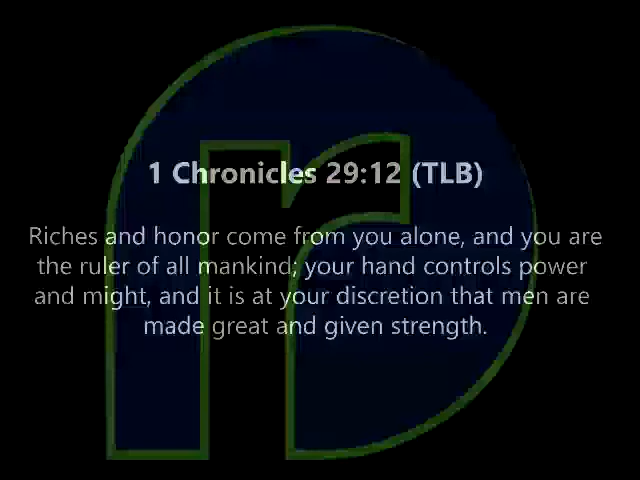 1 Chronicles 29:12 (TLB)
Riches and honor come from you alone, and you are
the ruler of all mankind; your hand controls power
and might, and it is at your discretion that men are
made great and given strength.